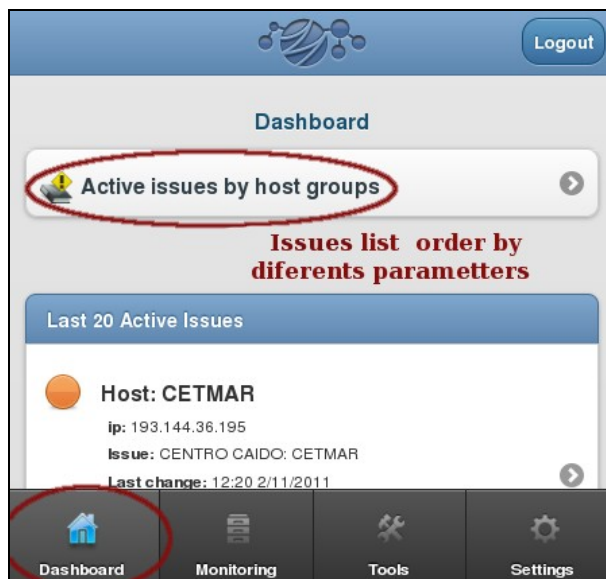 Logout
Dashboard
Active issues by host groups
Issues list order by
diferents parametters
Last 20 Active Issues
Host: CETMAR
ip: 193.144.36.195
Issue: CENTRO CAIDO: CETMAR
Last change: 12:20 2/11/2011
Dashboard Monitoring Tools Settings